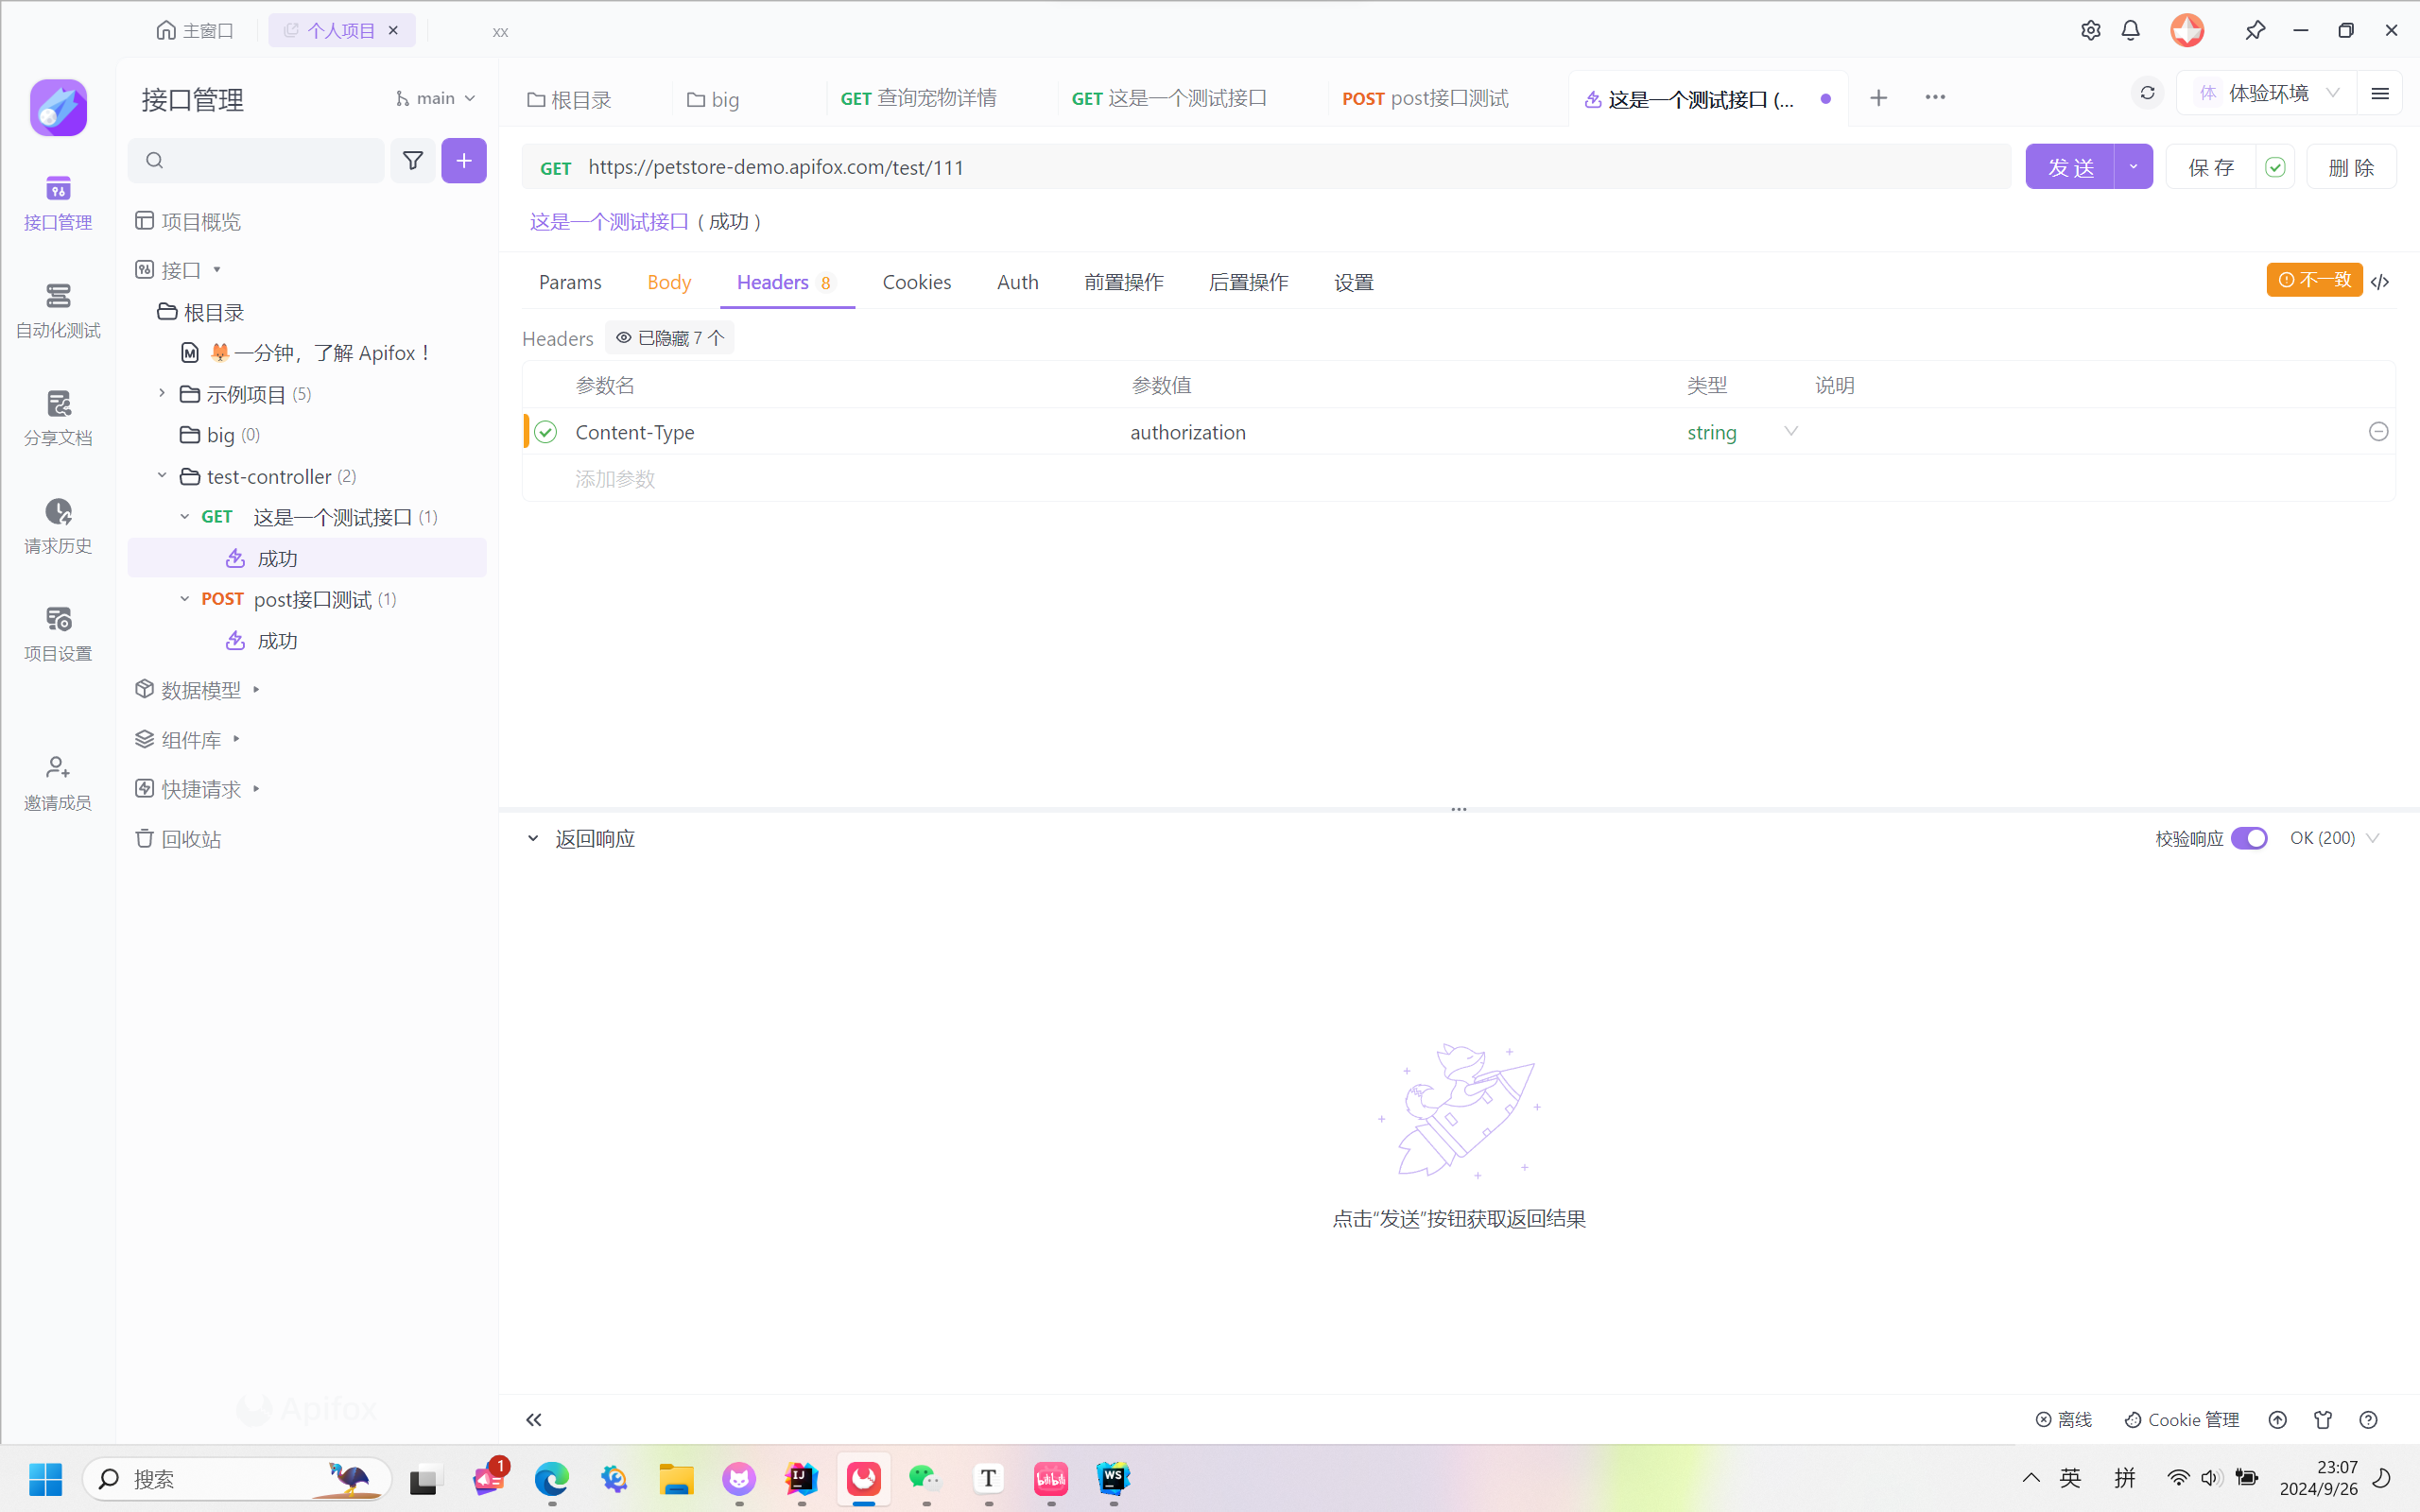 主窗口
个人项目
xx
接口管理
main
接口管理
自动化测试
分享文档
请求历史
项目设置
邀请成员
项目概览
接口
根目录
一分钟，了解 Apifox！
示例项目 (5)
big (0)
test-controller (2)
GET 这是一个测试接口 (1)
成功
POST post接口测试 (1)
成功
数据模型
组件库
快捷请求
回收站
Apifox
根目录
big
GET 查询宠物详情
GET 这是一个测试接口
POST post接口测试
这是一个测试接口 (...
体 体验环境
GET https://petstore-demo.apifox.com/test/111
发 送
保 存
删 除
这是一个测试接口 ( 成功 )
Params Body Headers 8 Cookies Auth 前置操作 后置操作 设置
不一致
Headers 已隐藏 7 个
参数名 参数值 类型 说明
Content-Type authorization string
添加参数
返回响应
校验响应 OK (200)
点击“发送”按钮获取返回结果
离线 Cookie 管理
搜索
1
IJ
T
bilibili
WS
英 拼
23:07
2024/9/26